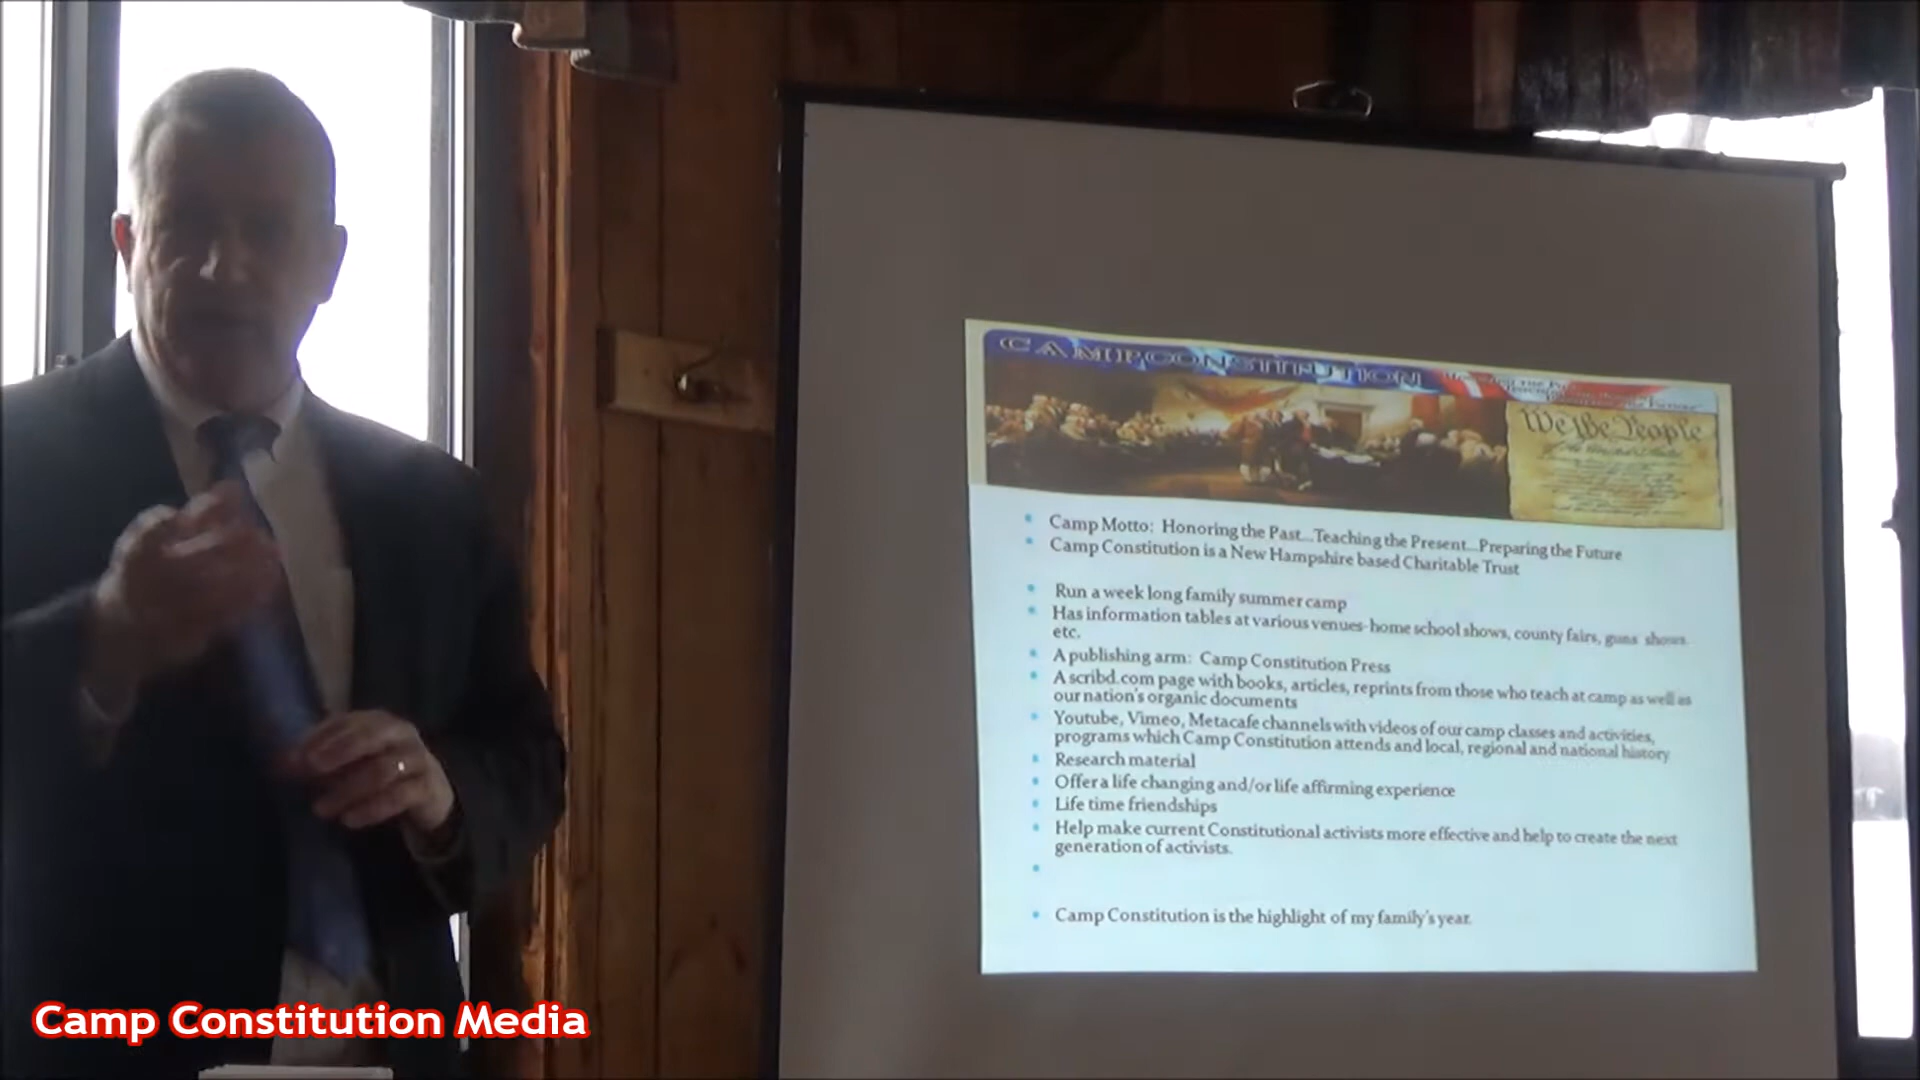 CAMP CONSTITUTION
We the People
Camp Motto: Honoring the Past...Teaching the Present...Preparing the Future
Camp Constitution is a New Hampshire based Charitable Trust
Run a week long family summer camp
Has information tables at various venues-home school shows, county fairs, guns shows
etc.
A publishing arm: Camp Constitution Press
A scribd.com page with books, articles, reprints from those who teach at camp as well as
our nation's organic documents
Youtube, Vimeo, Metacafe channels with videos of our camp classes and activities,
programs which Camp Constitution attends and local, regional and national history
Research material
Offer a life changing and/or life affirming experience
Life time friendships
Help make current Constitutional activists more effective and help to create the next
generation of activists.
Camp Constitution is the highlight of my family's year.
Camp Constitution Media